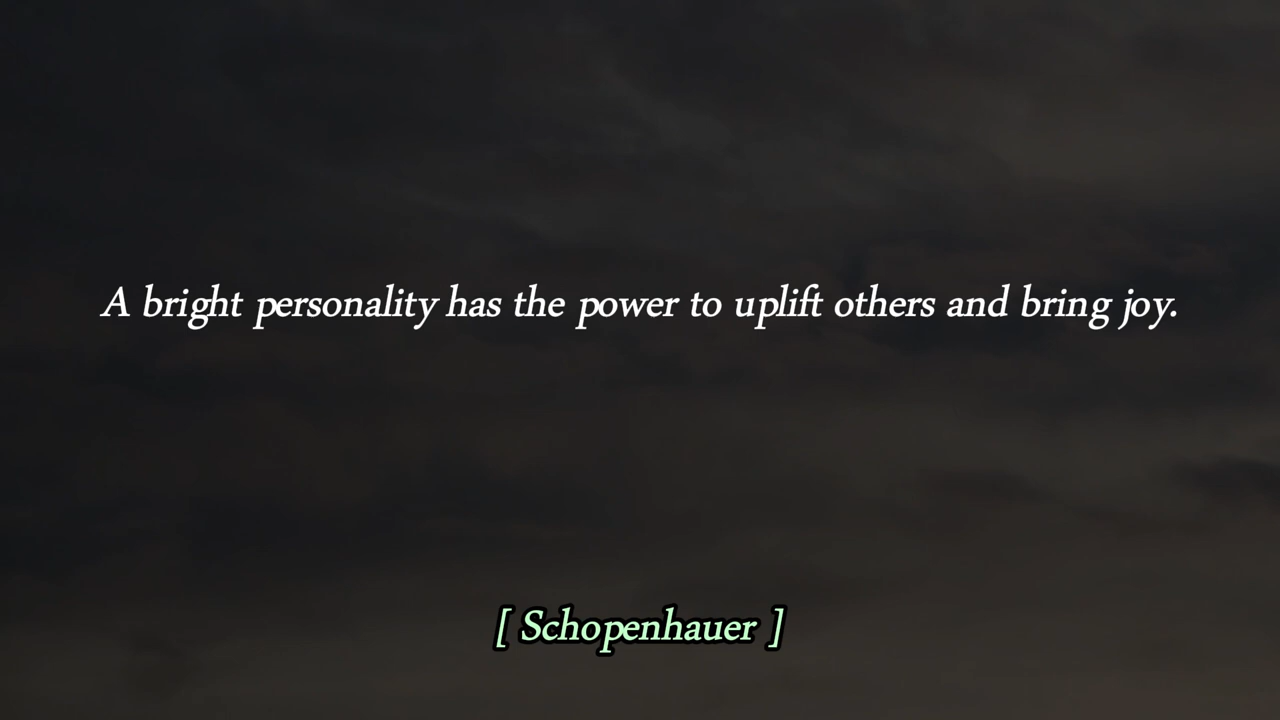 A bright personality has the power to uplift others and bring joy.
[ Schopenhauer ]